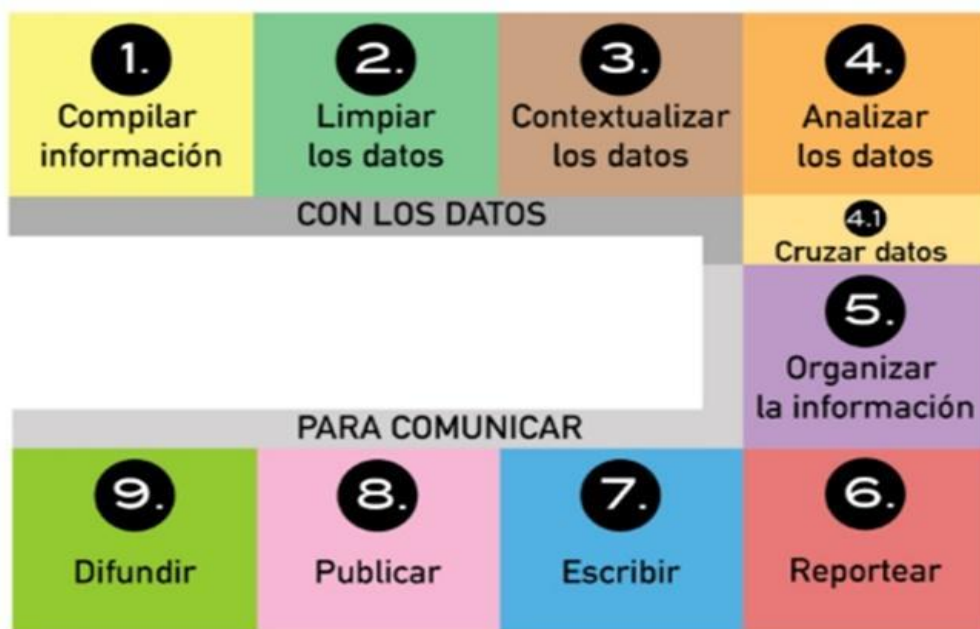 1.
Compilar
información
2.
Limpiar
los datos
3.
Contextualizar
los datos
4.
Analizar
los datos
CON LOS DATOS
4.1
Cruzar datos
5.
Organizar
la información
PARA COMUNICAR
6.
Reportear
7.
Escribir
8.
Publicar
9.
Difundir